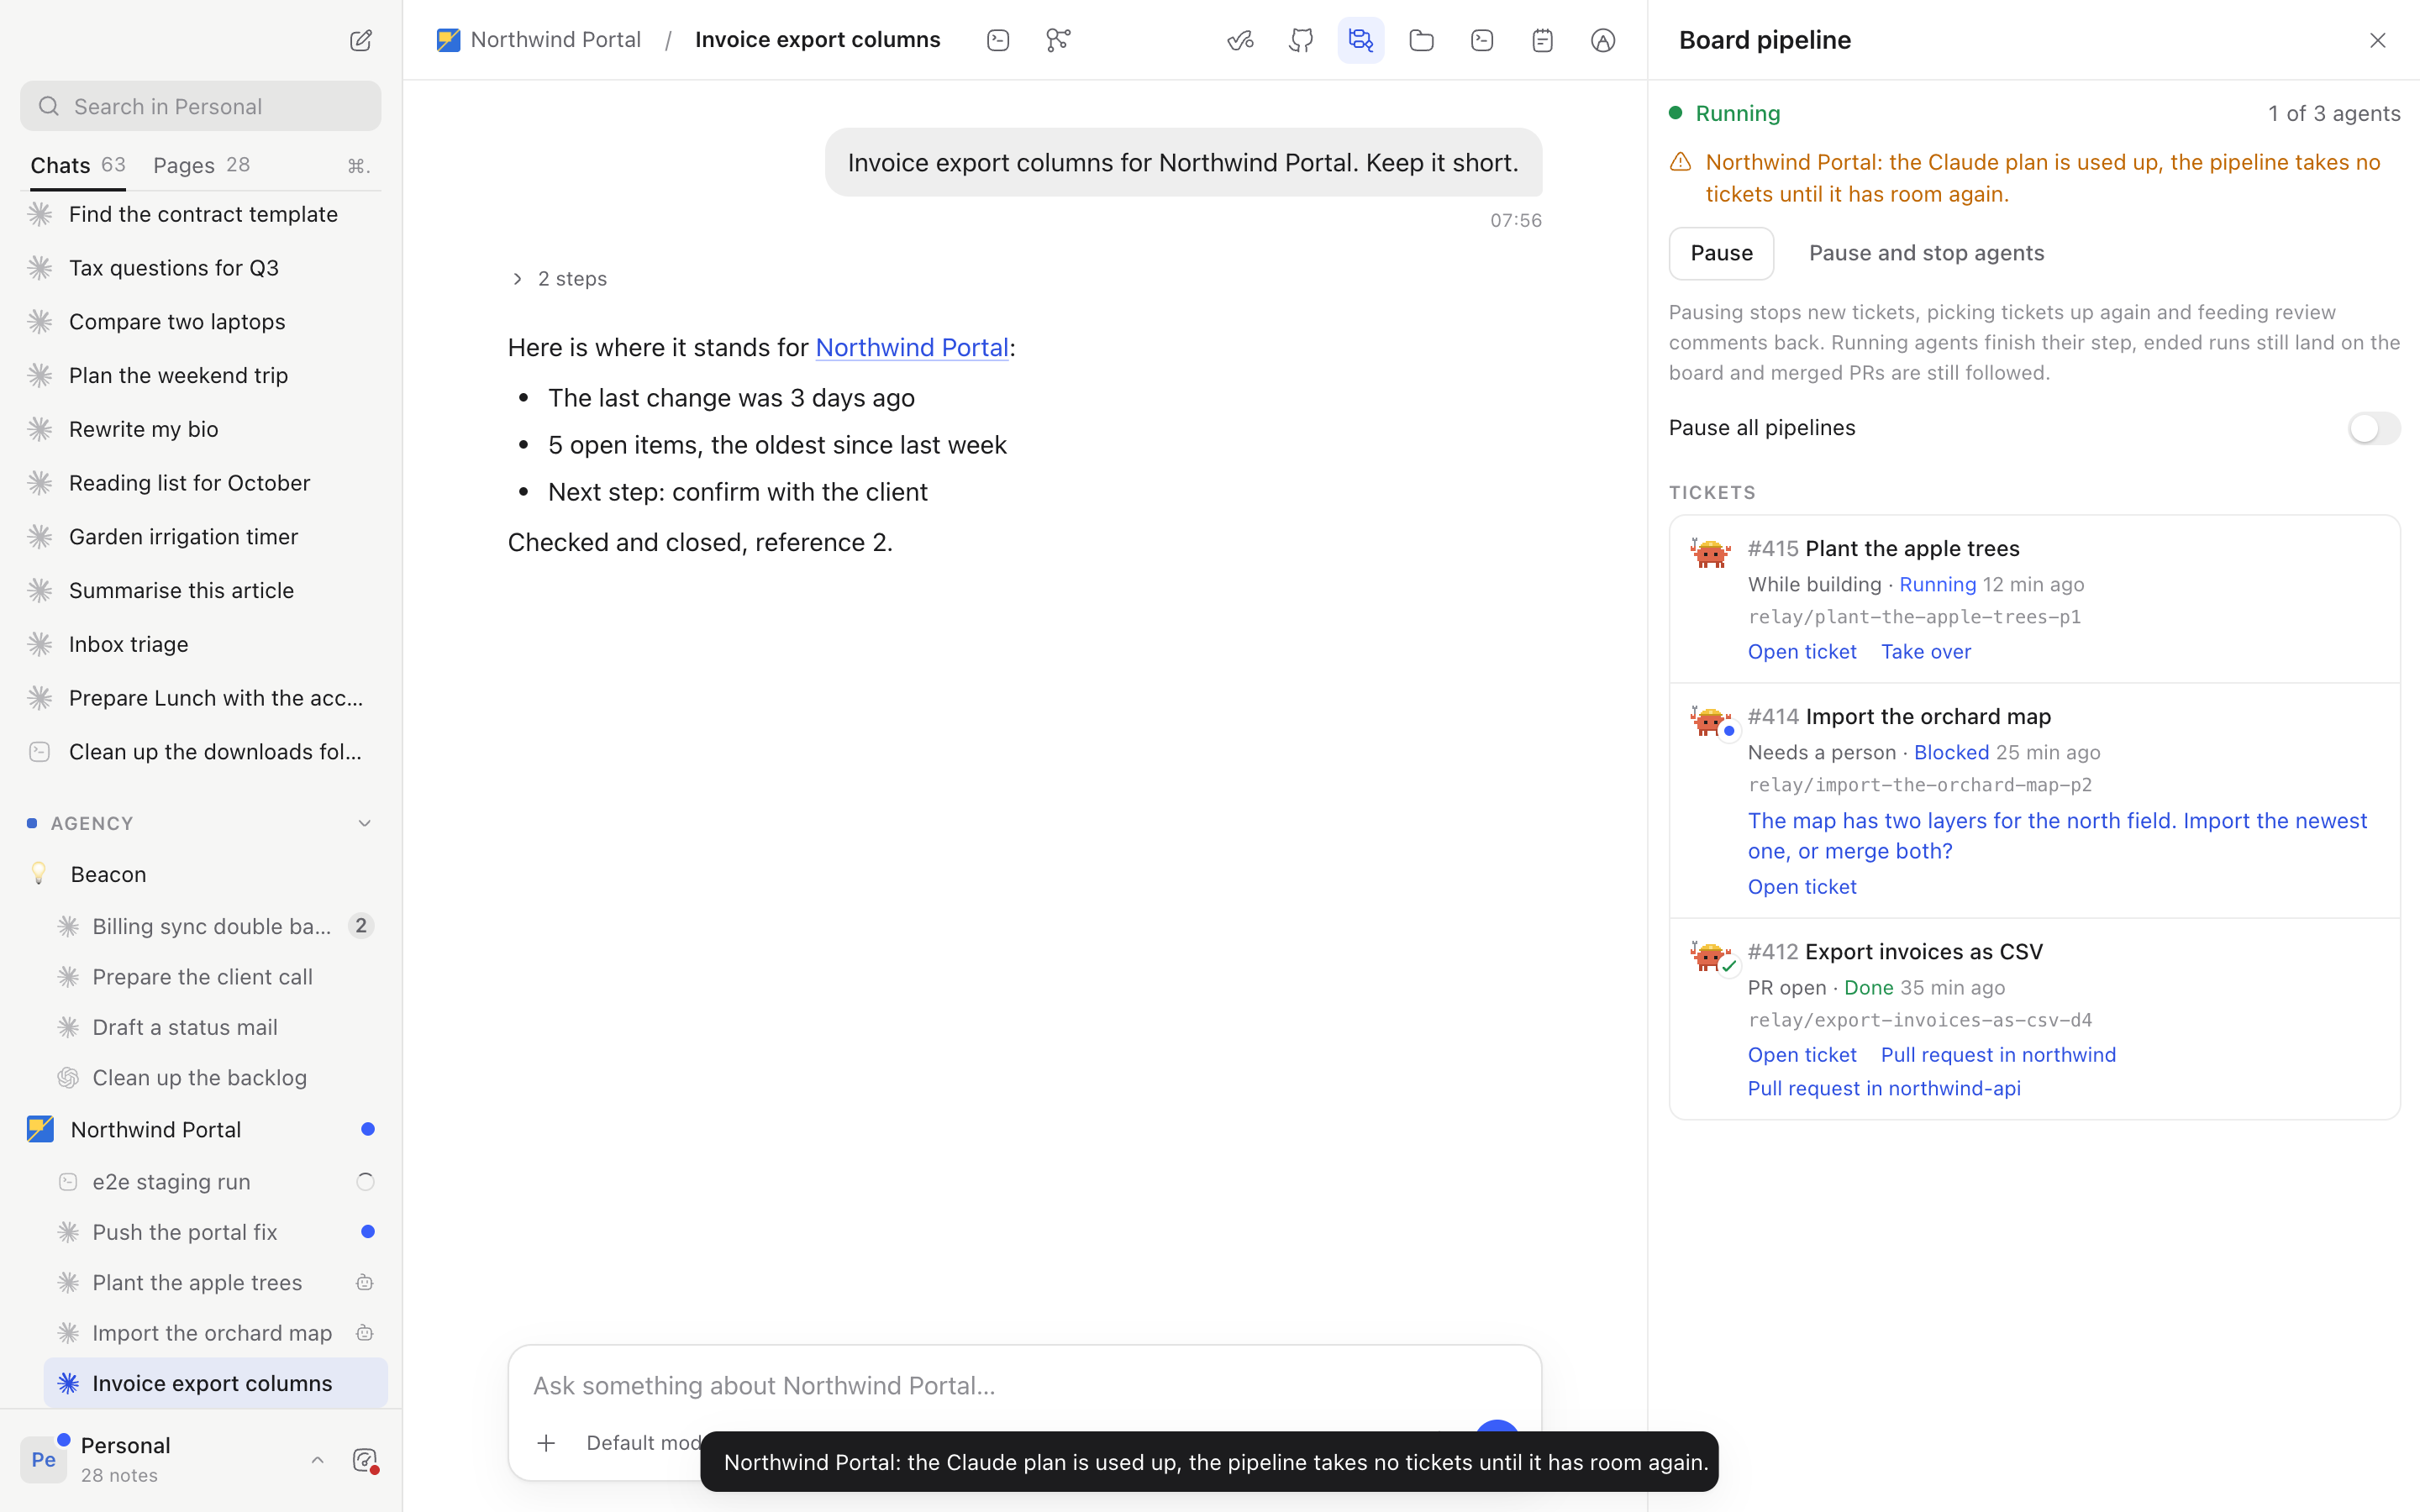 Search in Personal
Chats 63 Pages 28 ⌘.
Find the contract template
Tax questions for Q3
Compare two laptops
Plan the weekend trip
Rewrite my bio
Reading list for October
Garden irrigation timer
Summarise this article
Inbox triage
Prepare Lunch with the acc...
Clean up the downloads fol...
AGENCY
Beacon
Billing sync double ba... 2
Prepare the client call
Draft a status mail
Clean up the backlog
Northwind Portal
e2e staging run
Push the portal fix
Plant the apple trees
Import the orchard map
Invoice export columns
Pe Personal
28 notes
Northwind Portal / Invoice export columns
Invoice export columns for Northwind Portal. Keep it short.
07:56
2 steps
Here is where it stands for Northwind Portal:
• The last change was 3 days ago
• 5 open items, the oldest since last week
• Next step: confirm with the client
Checked and closed, reference 2.
Ask something about Northwind Portal...
Default mod
Northwind Portal: the Claude plan is used up, the pipeline takes no tickets until it has room again.
Board pipeline
Running 1 of 3 agents
Northwind Portal: the Claude plan is used up, the pipeline takes no
tickets until it has room again.
Pause Pause and stop agents
Pausing stops new tickets, picking tickets up again and feeding review
comments back. Running agents finish their step, ended runs still land on the
board and merged PRs are still followed.
Pause all pipelines
TICKETS
#415 Plant the apple trees
While building · Running 12 min ago
relay/plant-the-apple-trees-p1
Open ticket Take over
#414 Import the orchard map
Needs a person · Blocked 25 min ago
relay/import-the-orchard-map-p2
The map has two layers for the north field. Import the newest
one, or merge both?
Open ticket
#412 Export invoices as CSV
PR open · Done 35 min ago
relay/export-invoices-as-csv-d4
Open ticket Pull request in northwind
Pull request in northwind-api